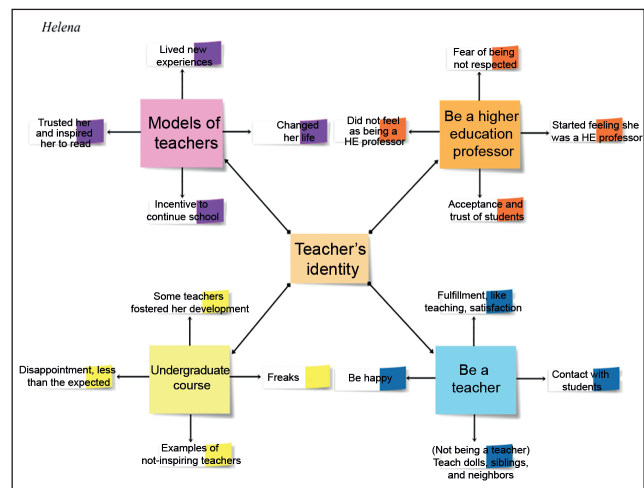 Helena
Lived new
experiences
Trusted her
and inspired
her to read
Models of
teachers
Changed
her life
Incentive to
continue school
Fear of being
not respected
Did not feel
as being a
HE professor
Be a higher
education
professor
Started feeling she
was a HE professor
Acceptance and
trust of students
Teacher's
identity
Some teachers
fostered her development
Disappointment, less
than the expected
Undergraduate
course
Freaks
Examples of
not-inspiring teachers
Fulfillment, like
teaching, satisfaction
Be happy
Be a
teacher
Contact with
students
(Not being a teacher)
Teach dolls, siblings,
and neighbors